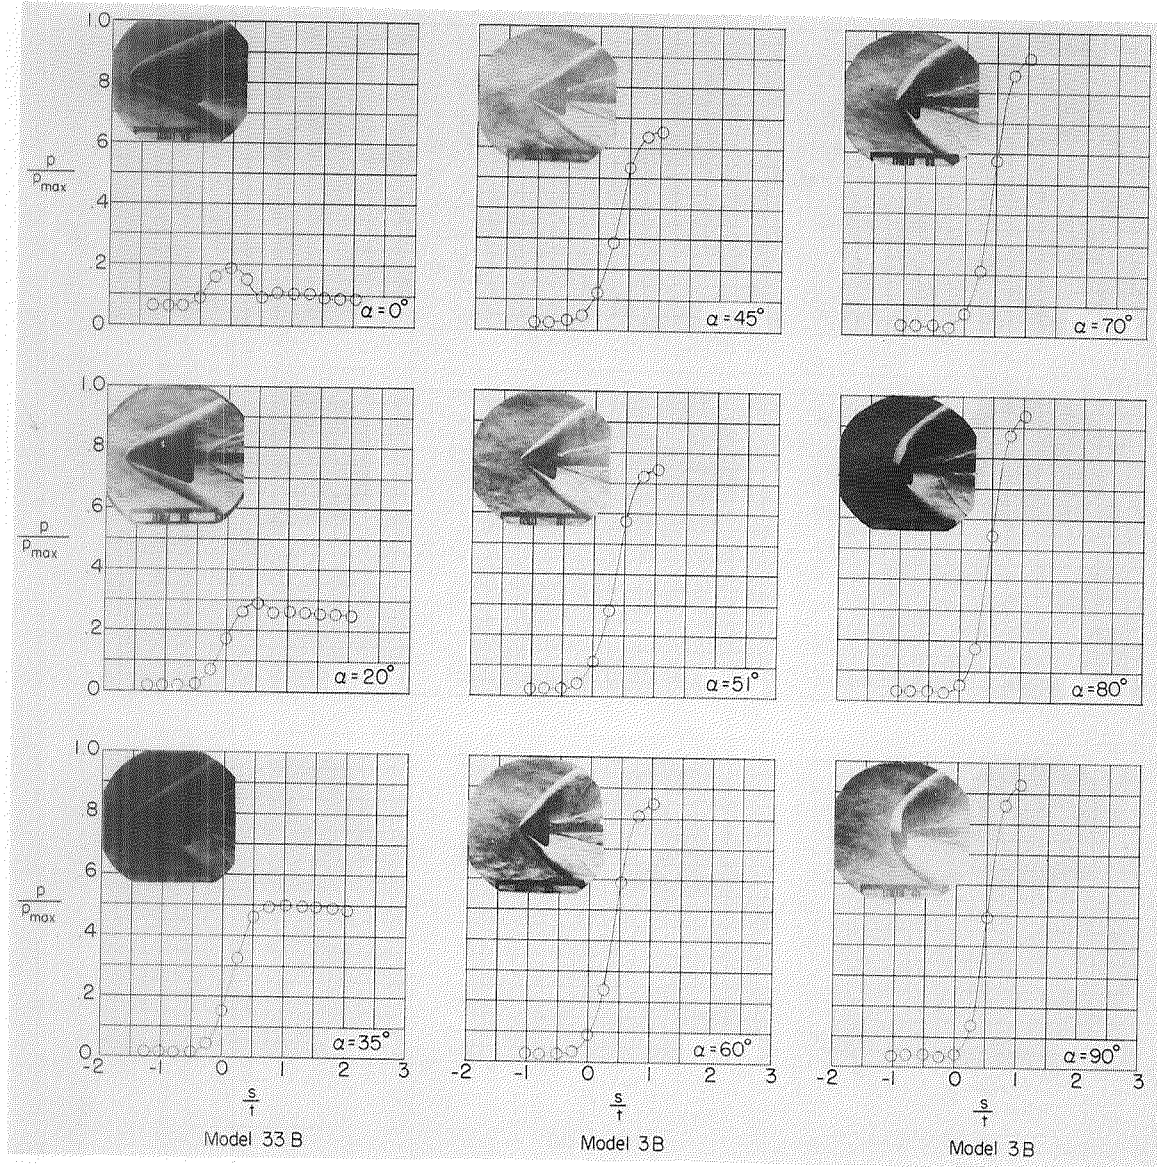 1.0
.8
.6
p/p_max
.4
.2
0
α=0°
α=45°
α=70°
1.0
.8
.6
p/p_max
.4
.2
0
α=20°
α=51°
α=80°
1.0
.8
.6
p/p_max
.4
.2
0
α=35°
α=60°
α=90°
-2 -1 0 1 2 3
-2 -1 0 1 2 3
-2 -1 0 1 2 3
s/t
s/t
s/t
Model 33 B
Model 3B
Model 3B